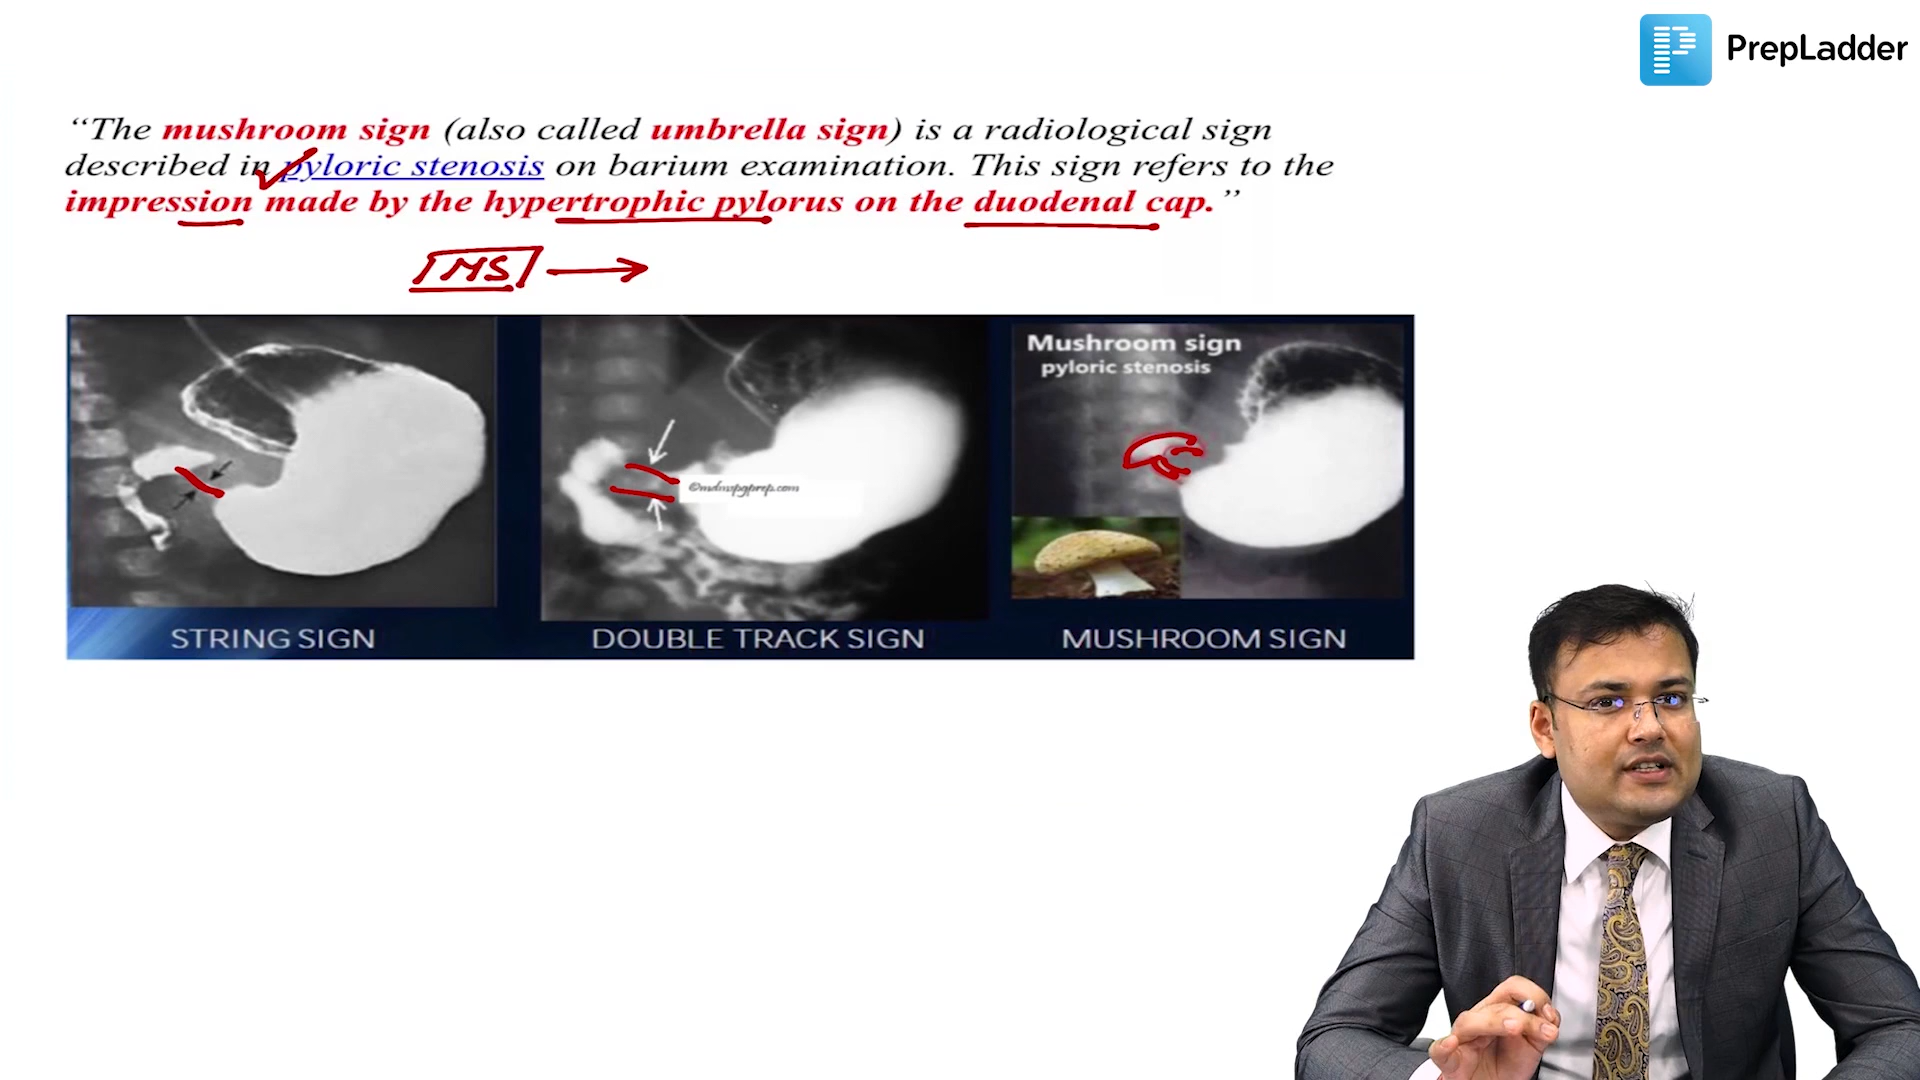 PrepLadder
“The mushroom sign (also called umbrella sign) is a radiological sign
described in pyloric stenosis on barium examination. This sign refers to the
impression made by the hypertrophic pylorus on the duodenal cap.”
MS
Mushroom sign
pyloric stenosis
©mdmspgprep.com
STRING SIGN
DOUBLE TRACK SIGN
MUSHROOM SIGN